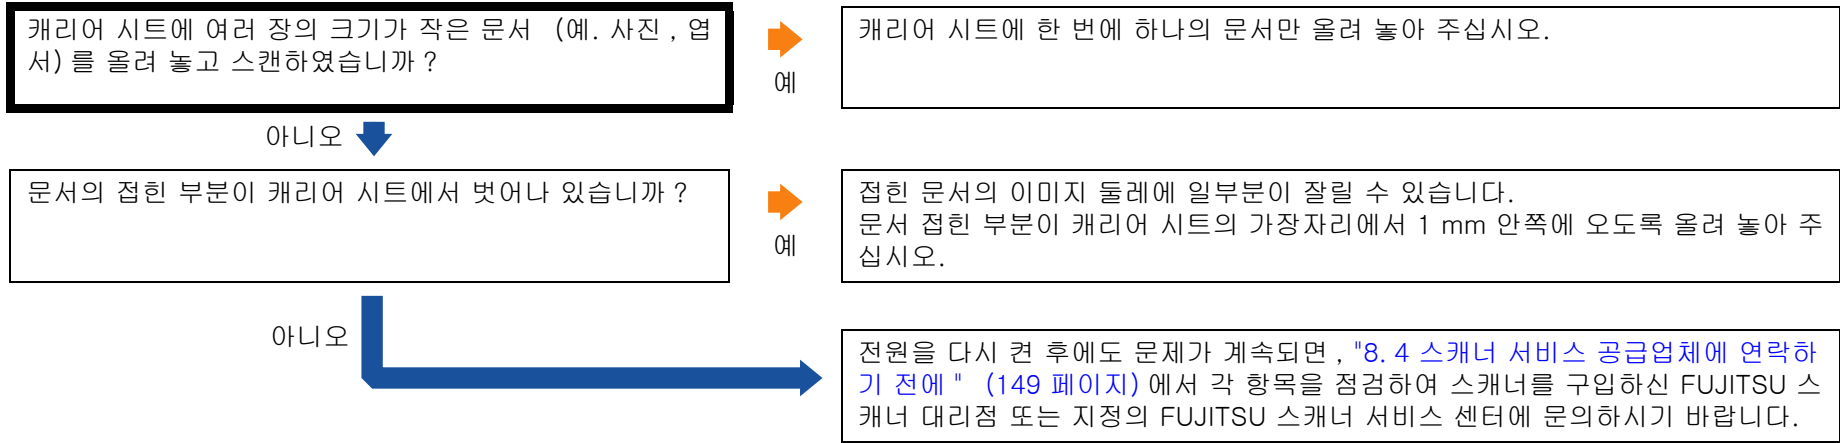 캐리어 시트에 여러 장의 크기가 작은 문서 (예. 사진 , 엽
서) 를 올려 놓고 스캔하였습니까 ?
예
캐리어 시트에 한 번에 하나의 문서만 올려 놓아 주십시오.
아니오
문서의 접힌 부분이 캐리어 시트에서 벗어나 있습니까 ?
예
접힌 문서의 이미지 둘레에 일부분이 잘릴 수 있습니다.
문서 접힌 부분이 캐리어 시트의 가장자리에서 1 mm 안쪽에 오도록 올려 놓아 주
십시오.
아니오
전원을 다시 켠 후에도 문제가 계속되면 , "8. 4 스캐너 서비스 공급업체에 연락하
기 전에 " (149 페이지) 에서 각 항목을 점검하여 스캐너를 구입하신 FUJITSU 스
캐너 대리점 또는 지정의 FUJITSU 스캐너 서비스 센터에 문의하시기 바랍니다.